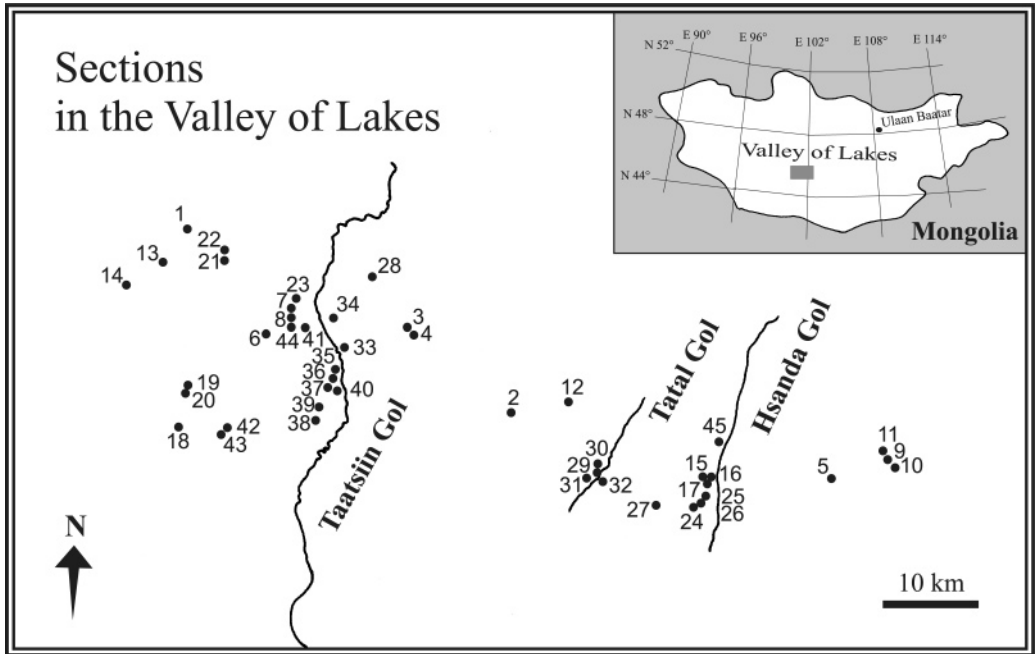 Sections
in the Valley of Lakes
E 90°
E 96°
E 102°
E 108°
E 114°
N 52°
N 48°
N 44°
Ulaan Baatar
Valley of Lakes
Mongolia
1
22
21
13
14
28
23
7
8
6
44
41
34
33
3
4
35
36
37
40
39
38
19
20
18
42
43
Taatsiin Gol
2
12
30
29
31
32
Tatal Gol
27
45
15
16
17
25
24
26
Hsanda Gol
5
11
9
10
N
10 km